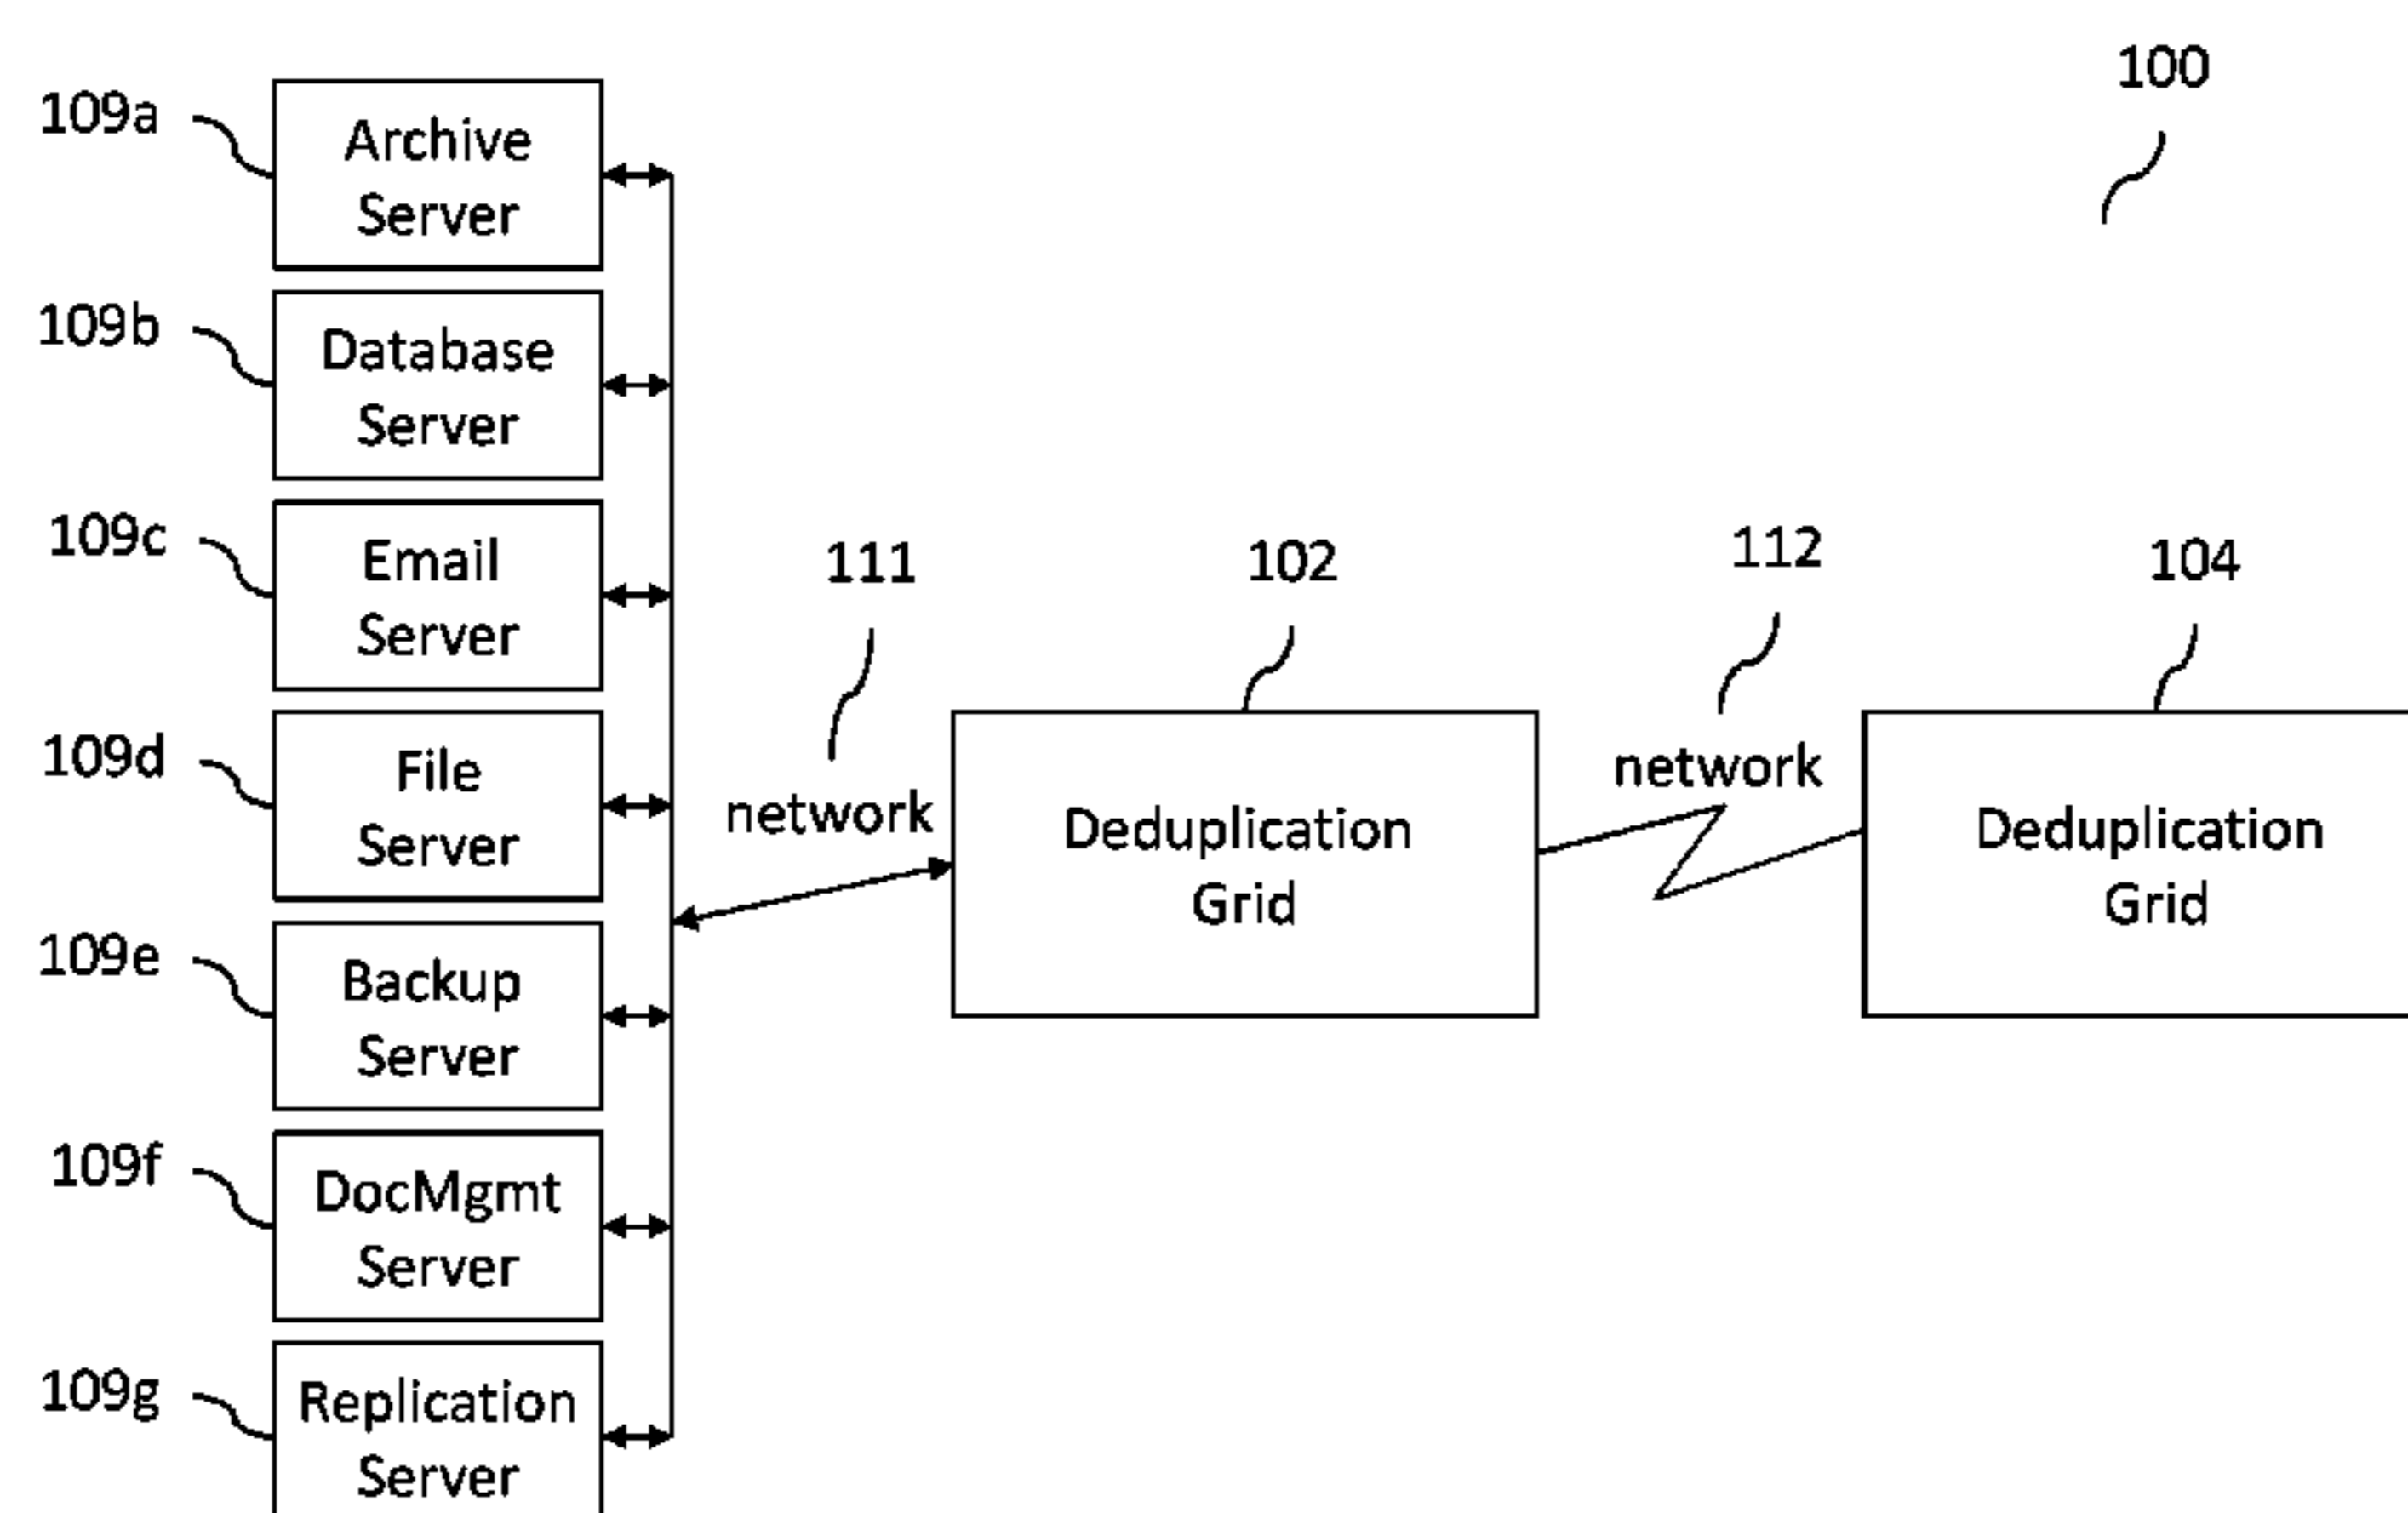 100
109a
Archive
Server
109b
Database
Server
109c
Email
Server
111
102
112
104
109d
File
Server
network
network
Deduplication
Grid
Deduplication
Grid
109e
Backup
Server
109f
DocMgmt
Server
109g
Replication
Server